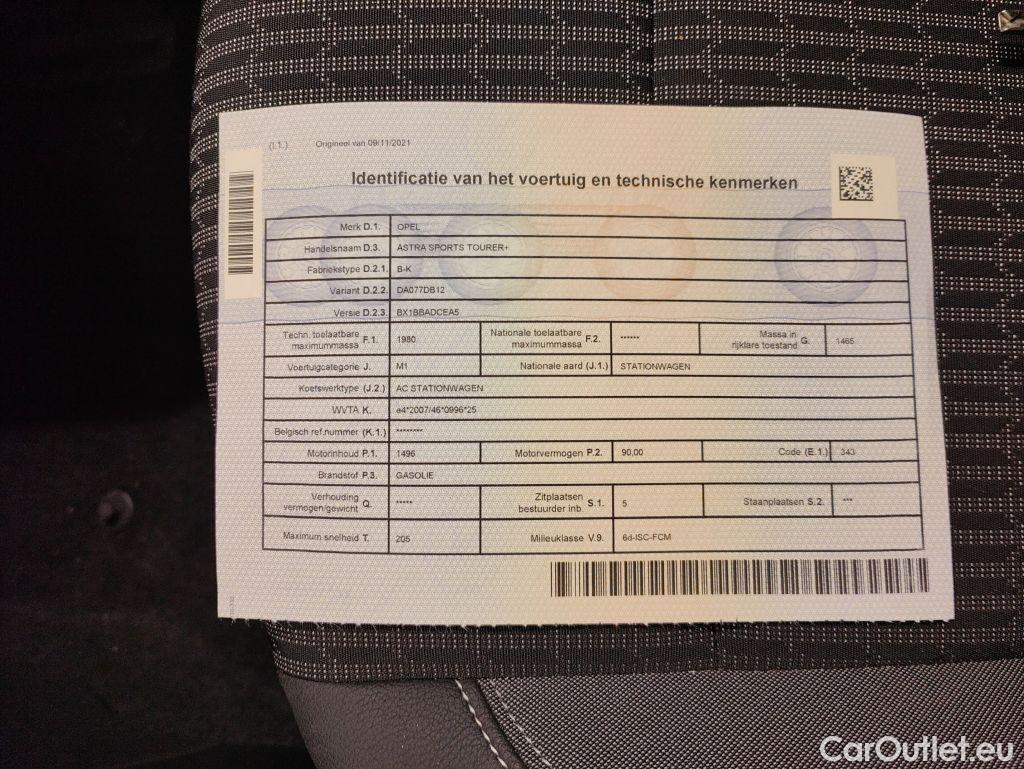 (I.1.) Origineel van 09/11/2021
Identificatie van het voertuig en technische kenmerken
Merk D.1. OPEL
Handelsnaam D.3. ASTRA SPORTS TOURER+
Fabriekstype D.2.1. B-K
Variant D.2.2. DA077DB12
Versie D.2.3. BX1BBADCEA5
Techn. toelaatbare maximummassa F.1 1980 Nationale toelaatbare maximummassa F.2. ****** Massa in rijklare toestand G. 1465
Voertuigcategorie J. M1 Nationale aard (J.1.) STATIONWAGEN
Koetswerktype (J.2.) AC STATIONWAGEN
WVTA K. e4*2007/46*0996*25
Belgisch ref.nummer (K.1.) ********
Motorinhoud P.1. 1496 Motorvermogen P.2. 90,00 Code (E.1.) 343
Brandstof P.3. GASOLIE
Verhouding vermogen/gewicht Q. ***** Zitplaatsen bestuurder inb. S.1. 5 Staanplaatsen S.2. ***
Maximum snelheid T. 205 Milieuklasse V.9. 6d-ISC-FCM
CarOutlet.eu